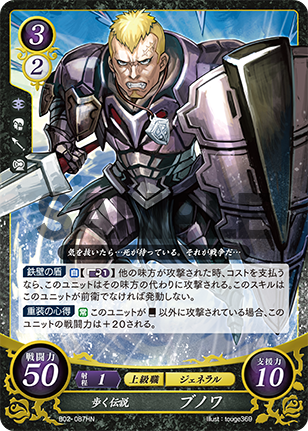 3
2
SAMPLE
気を抜いたら…死が待っている。それが戦争だ…
鉄壁の盾 自 【1】 他の味方が攻撃された時、コストを支払う
なら、このユニットはその味方の代わりに攻撃される。このスキルは
このユニットが前衛でなければ発動しない。
重装の心得 常 このユニットが 以外に攻撃されている場合、この
ユニットの戦闘力は+20される。
戦闘力
50
射程
1
上級職
ジェネラル
支援力
10
歩く伝説
ブノワ
B02-087HN
Illust:touge369